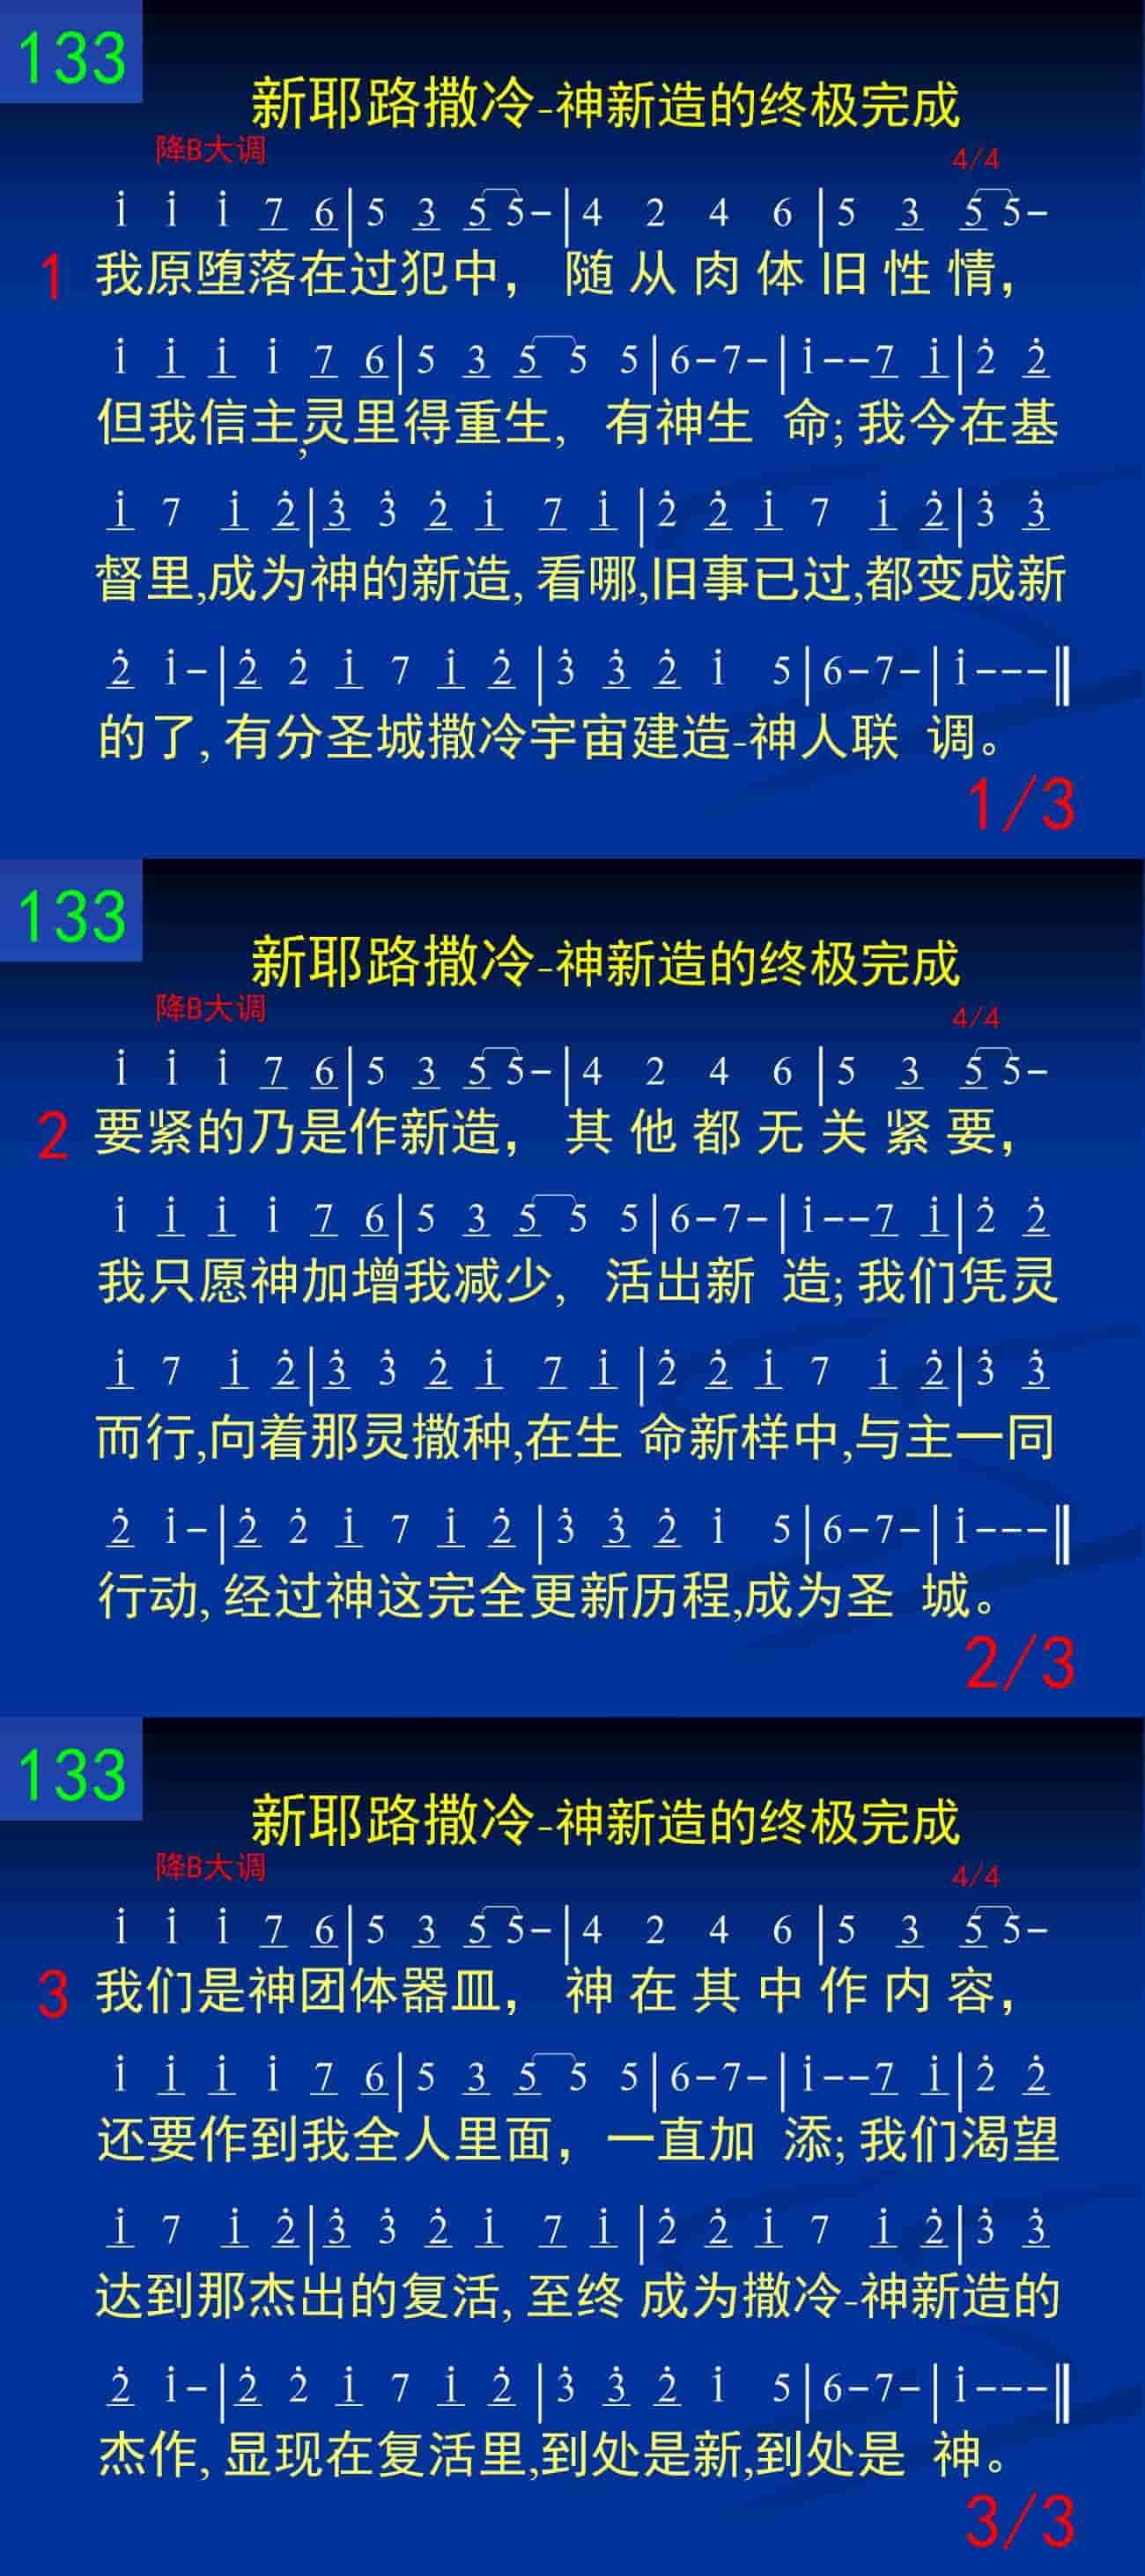 133
新耶路撒冷-神新造的终极完成
降B大调 4/4
i i i 7 6|5 3 5 5-|4 2 4 6|5 3 5 5-
1 我原堕落在过犯中， 随从肉体旧性情，
i i i i 7 6|5 3 5 5 5|6-7-|i--7 i|2̇ 2̇
但我信主,灵里得重生， 有神生 命; 我今在基
i 7 i 2̇|3̇ 3̇ 2̇ i 7 i|2̇ 2̇ i 7 i 2̇|3̇ 3̇
督里,成为神的新造, 看哪,旧事已过,都变成新
2̇ i-|2̇ 2̇ i 7 i 2̇|3̇ 3̇ 2̇ i 5|6-7-|i---‖
的了, 有分圣城撒冷宇宙建造-神人联 调。
1/3
133
新耶路撒冷-神新造的终极完成
降B大调 4/4
i i i 7 6|5 3 5 5-|4 2 4 6|5 3 5 5-
2 要紧的乃是作新造， 其他都无关紧要，
i i i i 7 6|5 3 5 5 5|6-7-|i--7 i|2̇ 2̇
我只愿神加增我减少， 活出新 造; 我们凭灵
i 7 i 2̇|3̇ 3̇ 2̇ i 7 i|2̇ 2̇ i 7 i 2̇|3̇ 3̇
而行,向着那灵撒种,在生 命新样中,与主一同
2̇ i-|2̇ 2̇ i 7 i 2̇|3̇ 3̇ 2̇ i 5|6-7-|i---‖
行动, 经过神这完全更新历程,成为圣 城。
2/3
133
新耶路撒冷-神新造的终极完成
降B大调 4/4
i i i 7 6|5 3 5 5-|4 2 4 6|5 3 5 5-
3 我们是神团体器皿， 神在其中作内容，
i i i i 7 6|5 3 5 5 5|6-7-|i--7 i|2̇ 2̇
还要作到我全人里面， 一直加 添; 我们渴望
i 7 i 2̇|3̇ 3̇ 2̇ i 7 i|2̇ 2̇ i 7 i 2̇|3̇ 3̇
达到那杰出的复活, 至终 成为撒冷-神新造的
2̇ i-|2̇ 2̇ i 7 i 2̇|3̇ 3̇ 2̇ i 5|6-7-|i---‖
杰作, 显现在复活里,到处是新,到处是 神。
3/3